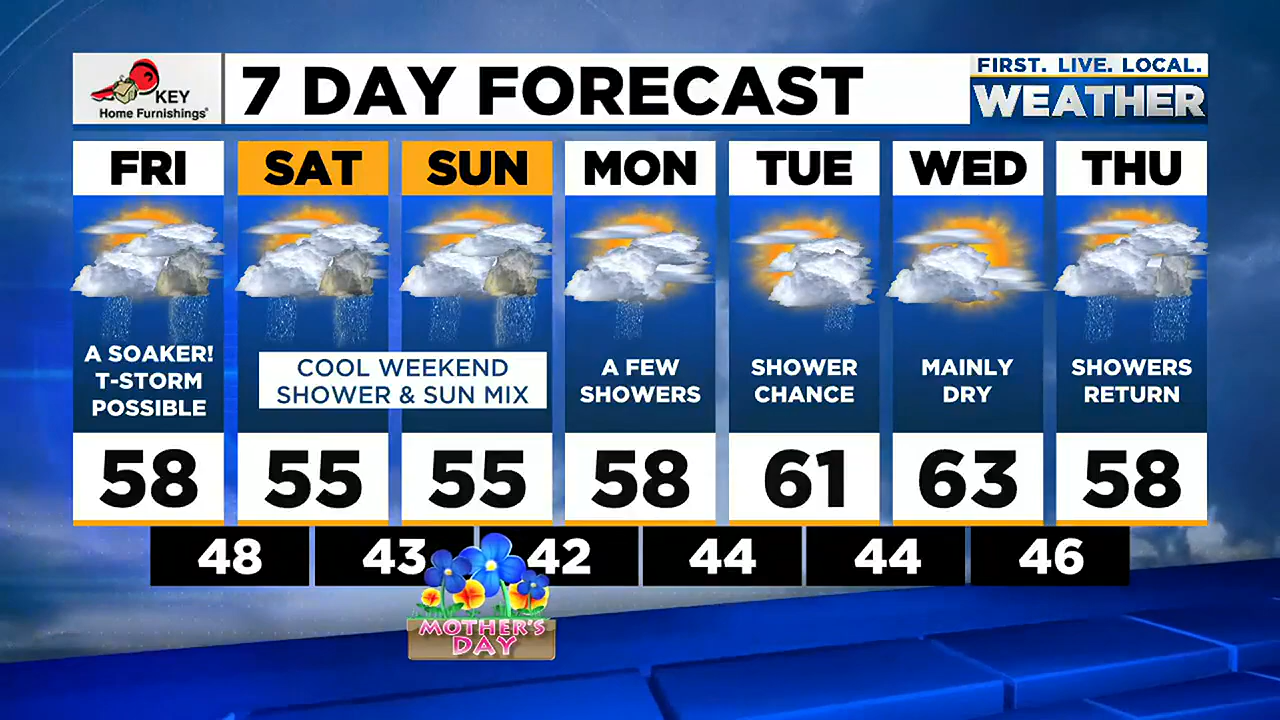 KEY
Home Furnishings®
7 DAY FORECAST
FIRST. LIVE. LOCAL.
WEATHER
FRI
SAT
SUN
MON
TUE
WED
THU
A SOAKER!
T-STORM
POSSIBLE
COOL WEEKEND
SHOWER & SUN MIX
A FEW
SHOWERS
SHOWER
CHANCE
MAINLY
DRY
SHOWERS
RETURN
58
55
55
58
61
63
58
48
43
42
44
44
46
MOTHER'S
DAY